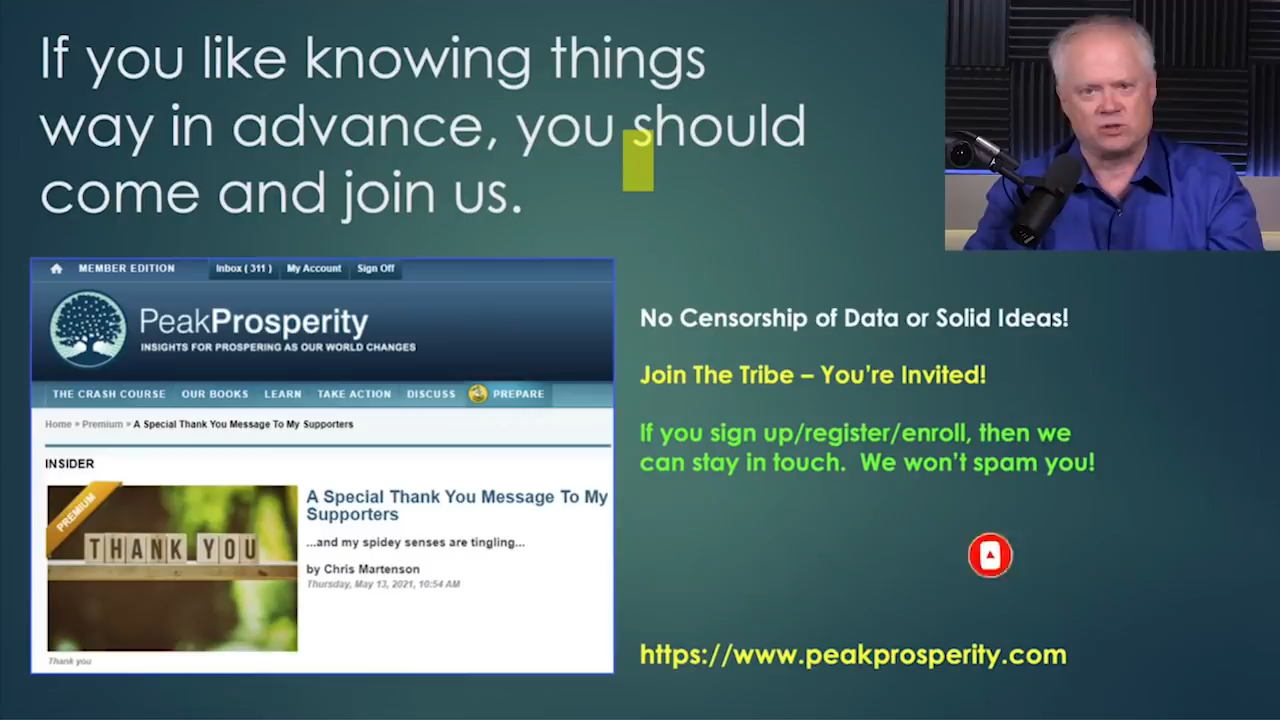 If you like knowing things
way in advance, you should
come and join us.
MEMBER EDITION
Inbox ( 311 )
My Account
Sign Off
PeakProsperity
INSIGHTS FOR PROSPERING AS OUR WORLD CHANGES
THE CRASH COURSE
OUR BOOKS
LEARN
TAKE ACTION
DISCUSS
PREPARE
Home » Premium » A Special Thank You Message To My Supporters
INSIDER
PREMIUM
THANK YOU
A Special Thank You Message To My
Supporters
...and my spidey senses are tingling...
by Chris Martenson
Thursday, May 13, 2021, 10:54 AM
Thank you
No Censorship of Data or Solid Ideas!
Join The Tribe – You're Invited!
If you sign up/register/enroll, then we
can stay in touch.  We won't spam you!
https://www.peakprosperity.com